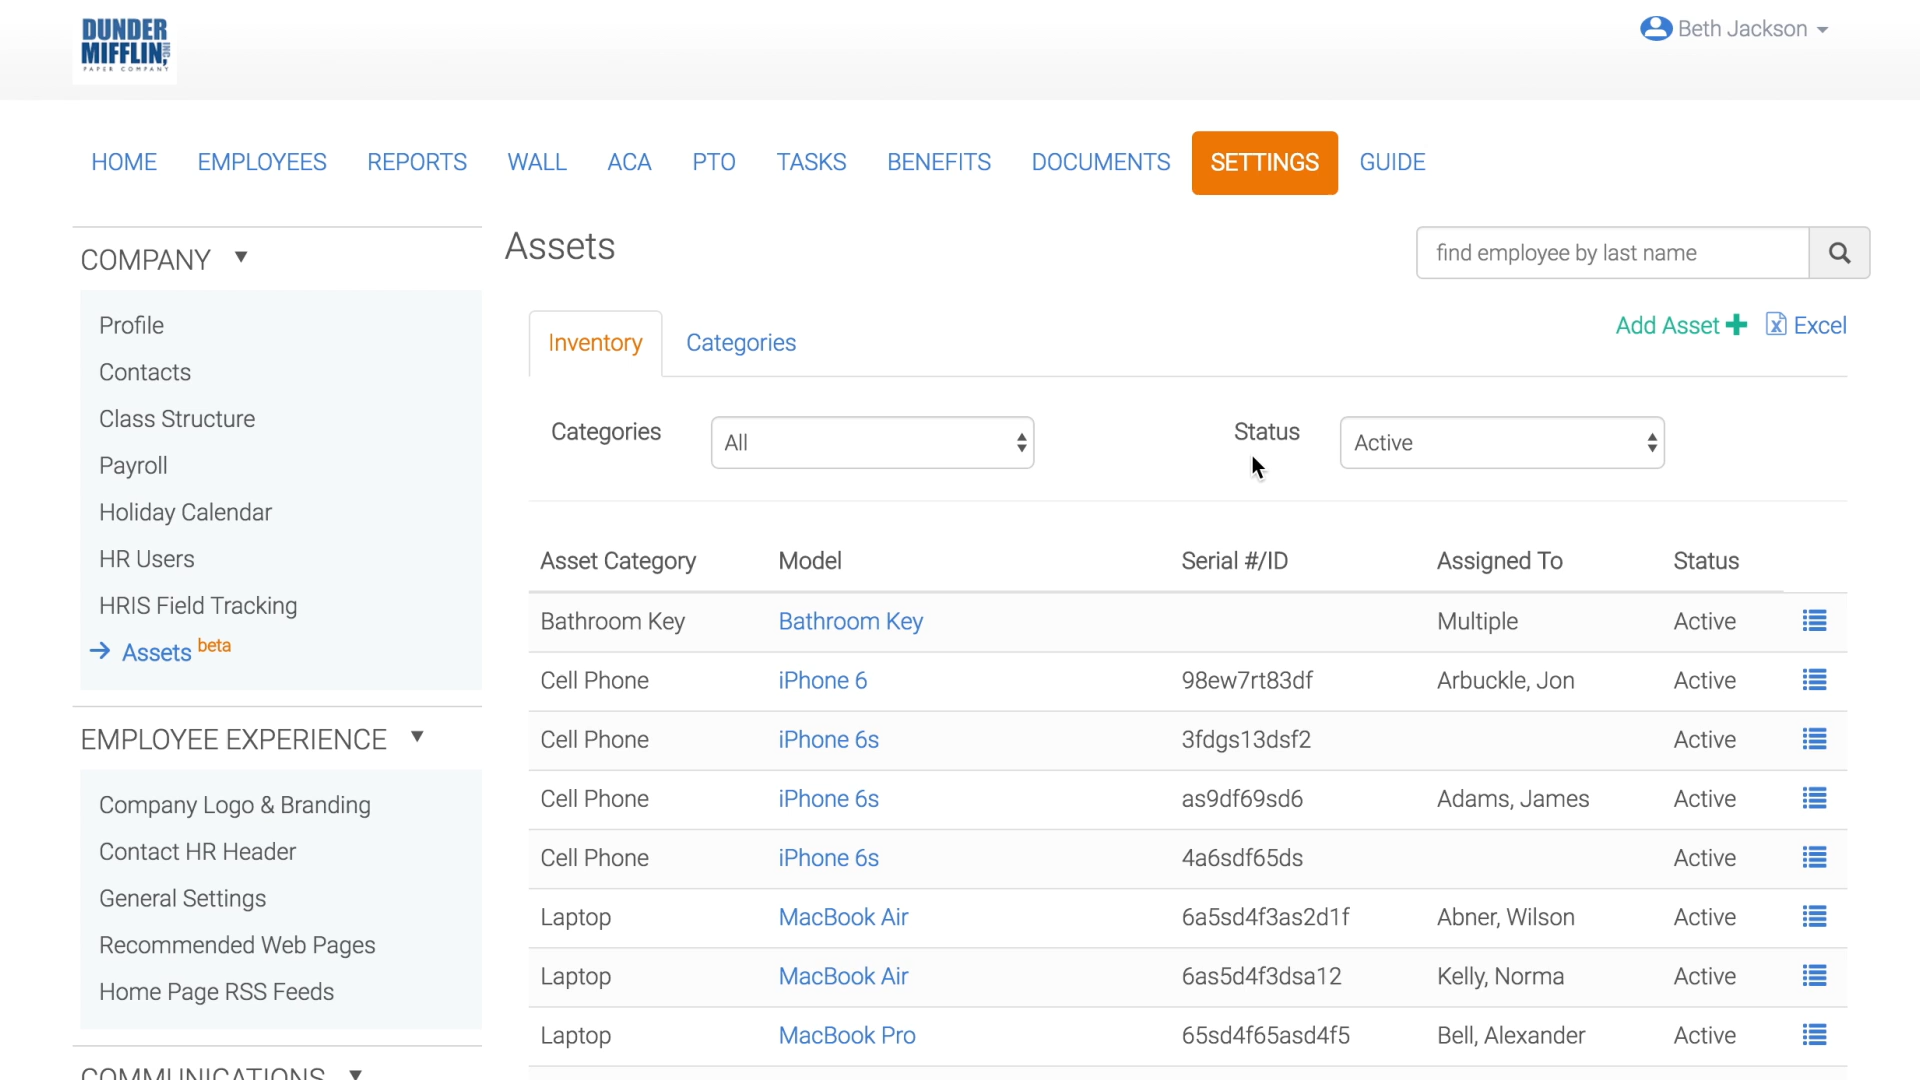 DUNDER
MIFFLIN, INC
PAPER COMPANY
Beth Jackson
HOME EMPLOYEES REPORTS WALL ACA PTO TASKS BENEFITS DOCUMENTS SETTINGS GUIDE
COMPANY
Profile
Contacts
Class Structure
Payroll
Holiday Calendar
HR Users
HRIS Field Tracking
Assets beta
EMPLOYEE EXPERIENCE
Company Logo & Branding
Contact HR Header
General Settings
Recommended Web Pages
Home Page RSS Feeds
COMMUNICATIONS
Assets
find employee by last name
Inventory Categories
Add Asset Excel
Categories All Status Active
Asset Category Model Serial #/ID Assigned To Status
Bathroom Key Bathroom Key Multiple Active
Cell Phone iPhone 6 98ew7rt83df Arbuckle, Jon Active
Cell Phone iPhone 6s 3fdgs13dsf2 Active
Cell Phone iPhone 6s as9df69sd6 Adams, James Active
Cell Phone iPhone 6s 4a6sdf65ds Active
Laptop MacBook Air 6a5sd4f3as2d1f Abner, Wilson Active
Laptop MacBook Air 6as5d4f3dsa12 Kelly, Norma Active
Laptop MacBook Pro 65sd4f65asd4f5 Bell, Alexander Active